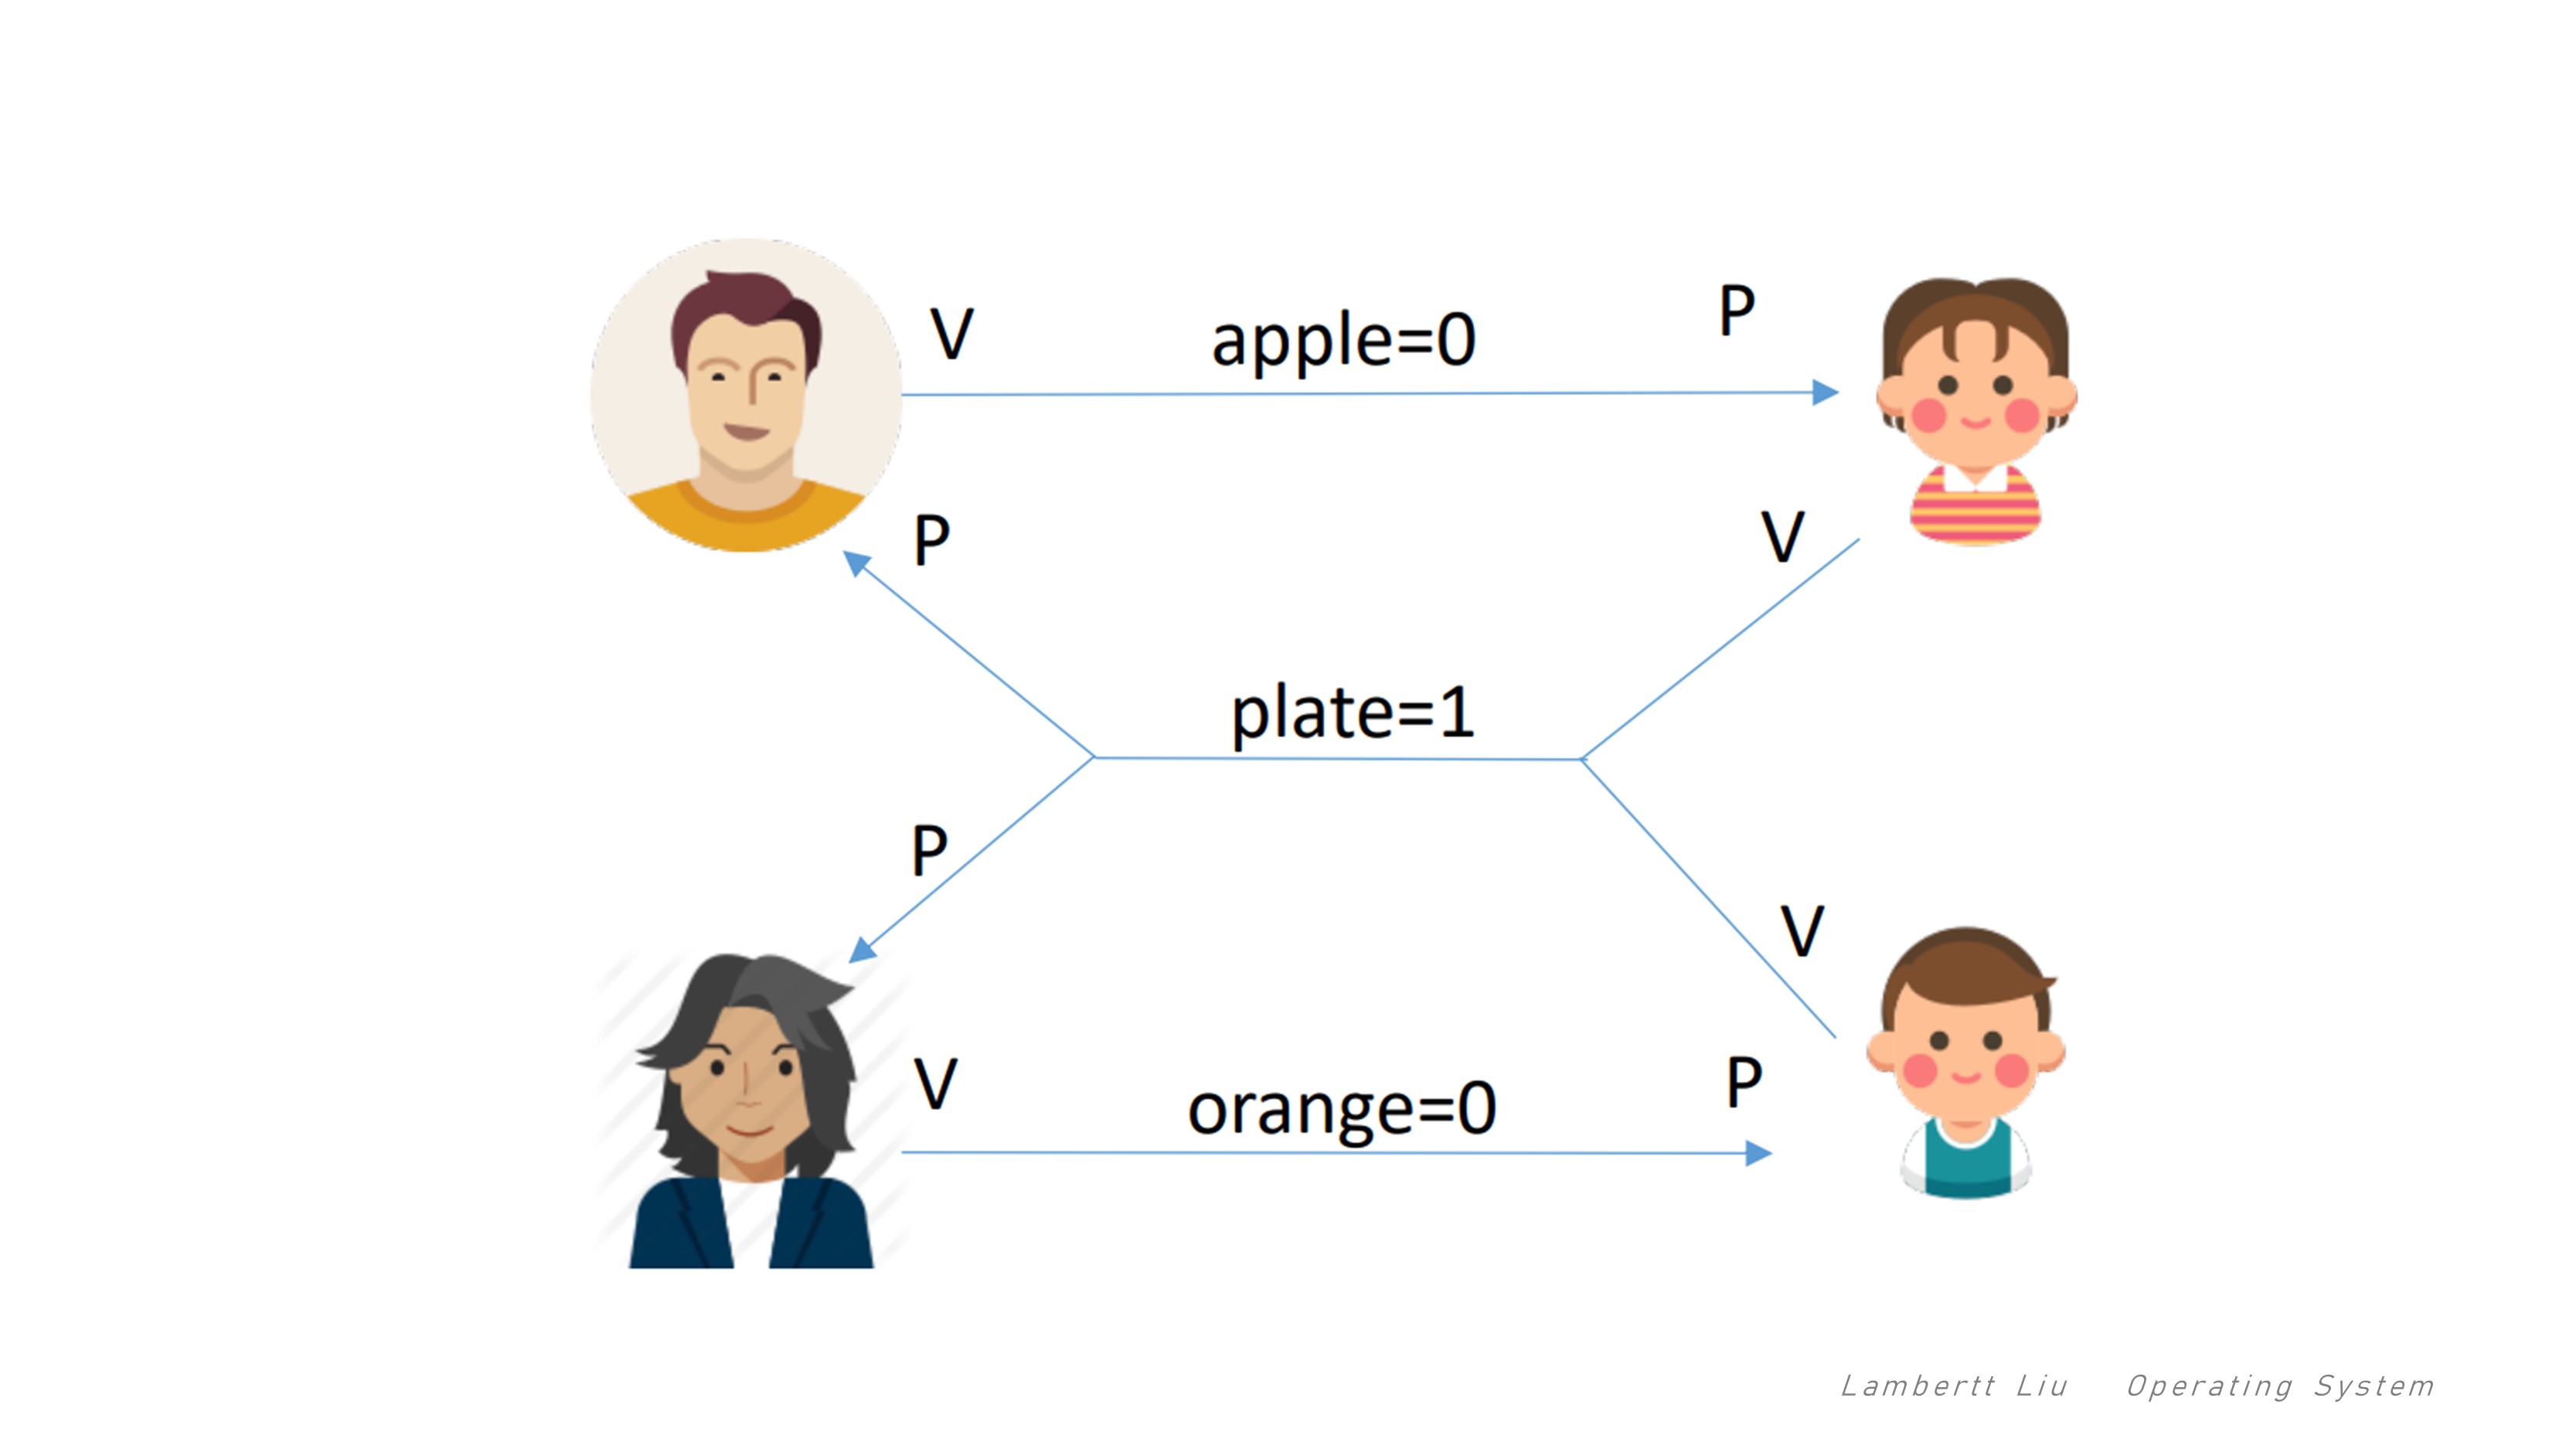 V apple=0 P
P V
plate=1
P V
V orange=0 P
Lambertt Liu Operating System